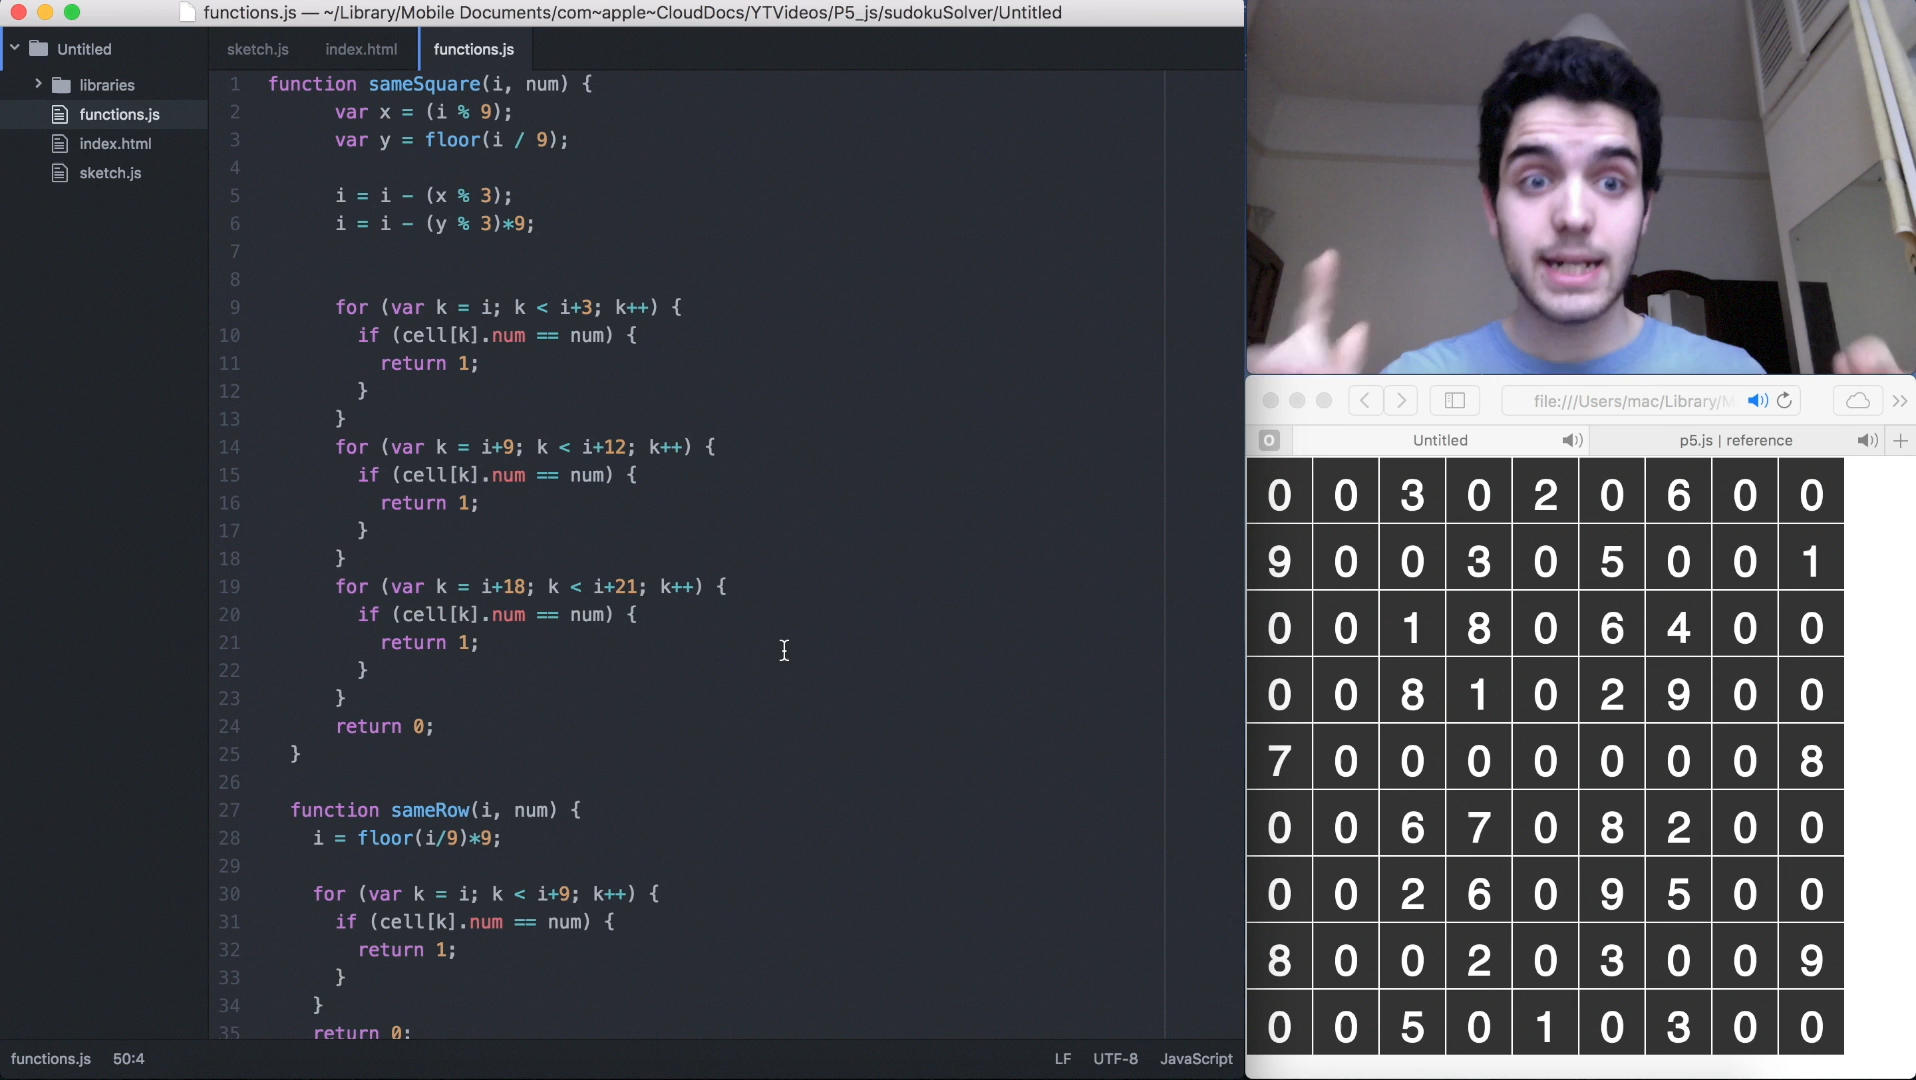 functions.js — ~/Library/Mobile Documents/com~apple~CloudDocs/YTVideos/P5_js/sudokuSolver/Untitled
Untitled
libraries
functions.js
index.html
sketch.js
sketch.js index.html functions.js
1 function sameSquare(i, num) {
2 var x = (i % 9);
3 var y = floor(i / 9);
4
5 i = i - (x % 3);
6 i = i - (y % 3)*9;
7
8
9 for (var k = i; k < i+3; k++) {
10 if (cell[k].num == num) {
11 return 1;
12 }
13 }
14 for (var k = i+9; k < i+12; k++) {
15 if (cell[k].num == num) {
16 return 1;
17 }
18 }
19 for (var k = i+18; k < i+21; k++) {
20 if (cell[k].num == num) {
21 return 1;
22 }
23 }
24 return 0;
25 }
26
27 function sameRow(i, num) {
28 i = floor(i/9)*9;
29
30 for (var k = i; k < i+9; k++) {
31 if (cell[k].num == num) {
32 return 1;
33 }
34 }
35 return 0;
functions.js 50:4 LF UTF-8 JavaScript
file:///Users/mac/Library/M
O Untitled p5.js | reference
0 0 3 0 2 0 6 0 0
9 0 0 3 0 5 0 0 1
0 0 1 8 0 6 4 0 0
0 0 8 1 0 2 9 0 0
7 0 0 0 0 0 0 0 8
0 0 6 7 0 8 2 0 0
0 0 2 6 0 9 5 0 0
8 0 0 2 0 3 0 0 9
0 0 5 0 1 0 3 0 0